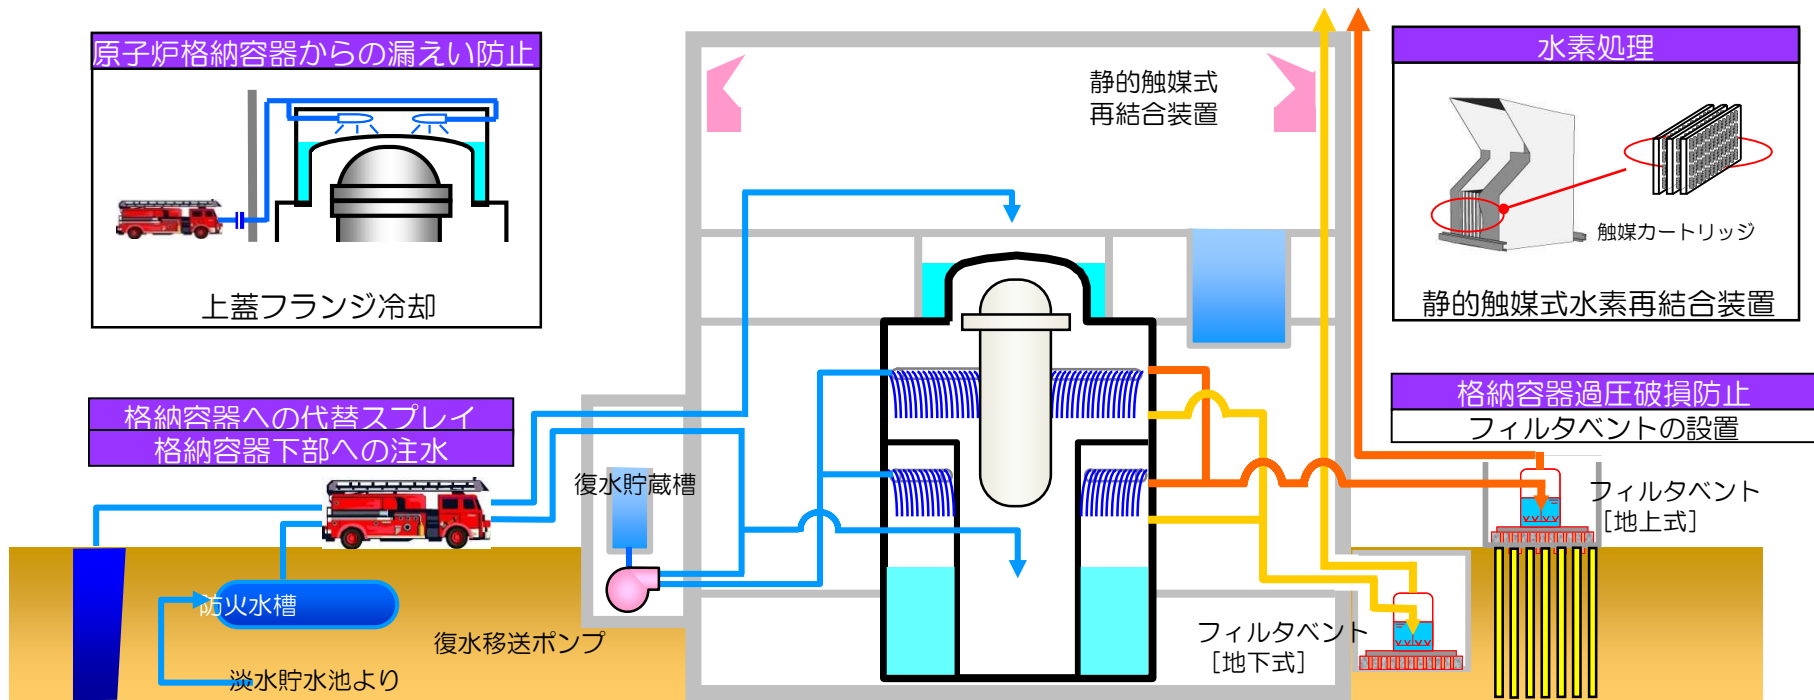 原子炉格納容器からの漏えい防止
上蓋フランジ冷却
静的触媒式
再結合装置
水素処理
触媒カートリッジ
静的触媒式水素再結合装置
格納容器への代替スプレイ
格納容器下部への注水
復水貯蔵槽
格納容器過圧破損防止
フィルタベントの設置
フィルタベント
[地上式]
防火水槽
復水移送ポンプ
淡水貯水池より
フィルタベント
[地下式]